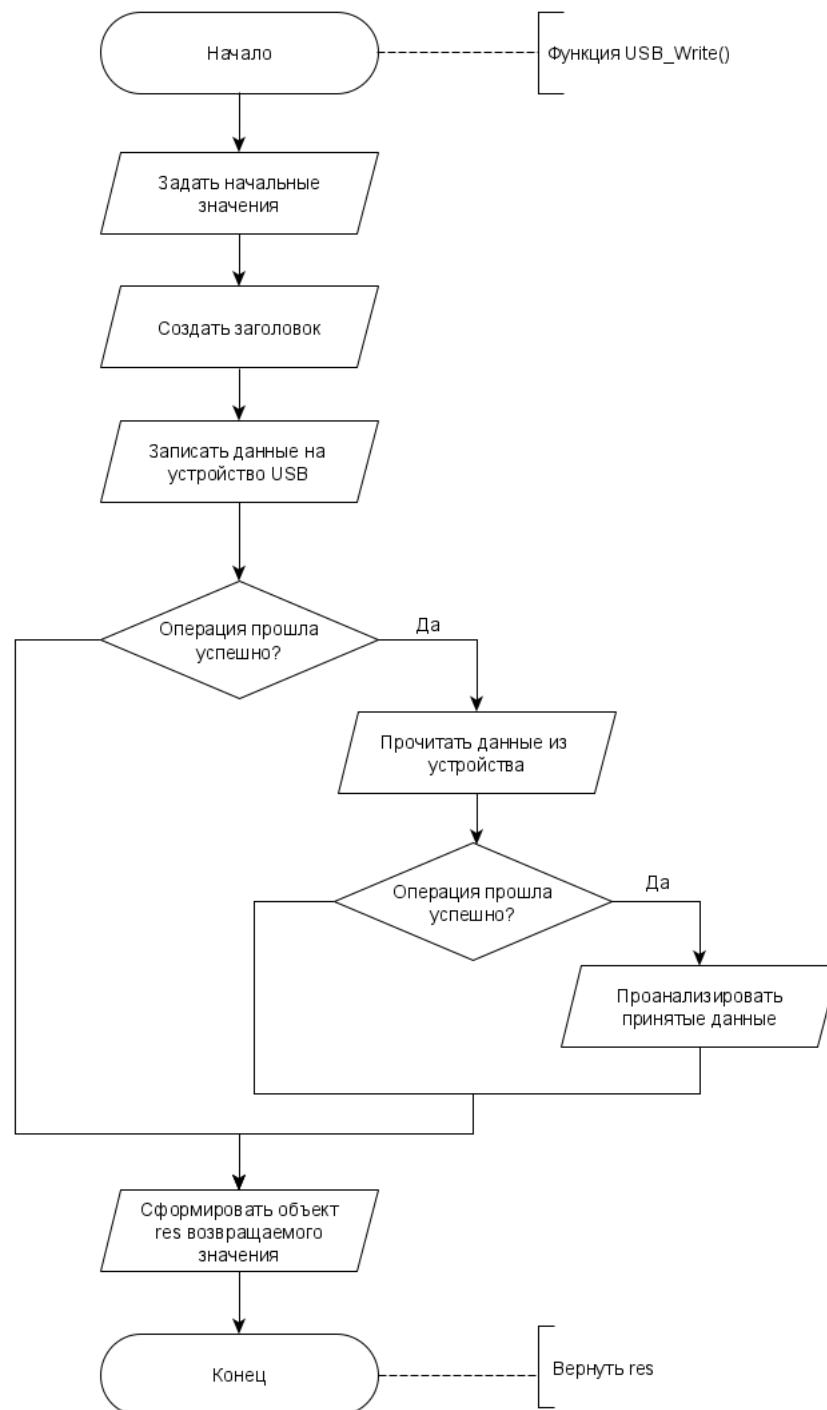 Начало
Функция USB_Write()
Задать начальные
значения
Создать заголовок
Записать данные на
устройство USB
Операция прошла
успешно?
Да
Прочитать данные из
устройства
Операция прошла
успешно?
Да
Проанализировать
принятые данные
Сформировать объект
res возвращаемого
значения
Конец
Вернуть res